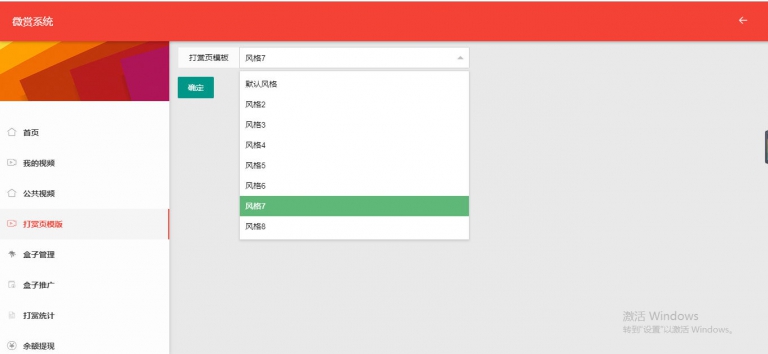 微赏系统
打赏页模板
风格7
确定
默认风格
风格2
风格3
风格4
风格5
风格6
风格7
风格8
首页
我的视频
公共视频
打赏页模版
盒子管理
盒子推广
打赏统计
余额提现
激活 Windows
转到"设置"以激活 Windows。